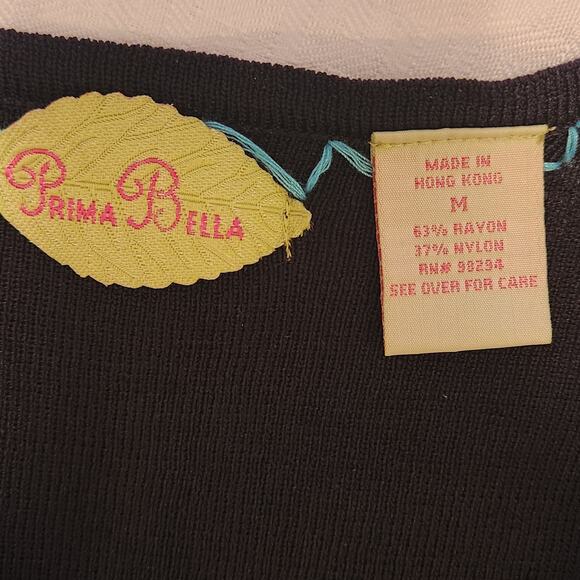 PRIMA BELLA
MADE IN
HONG KONG
M
63% RAYON
37% NYLON
RN# 98294
SEE OVER FOR CARE